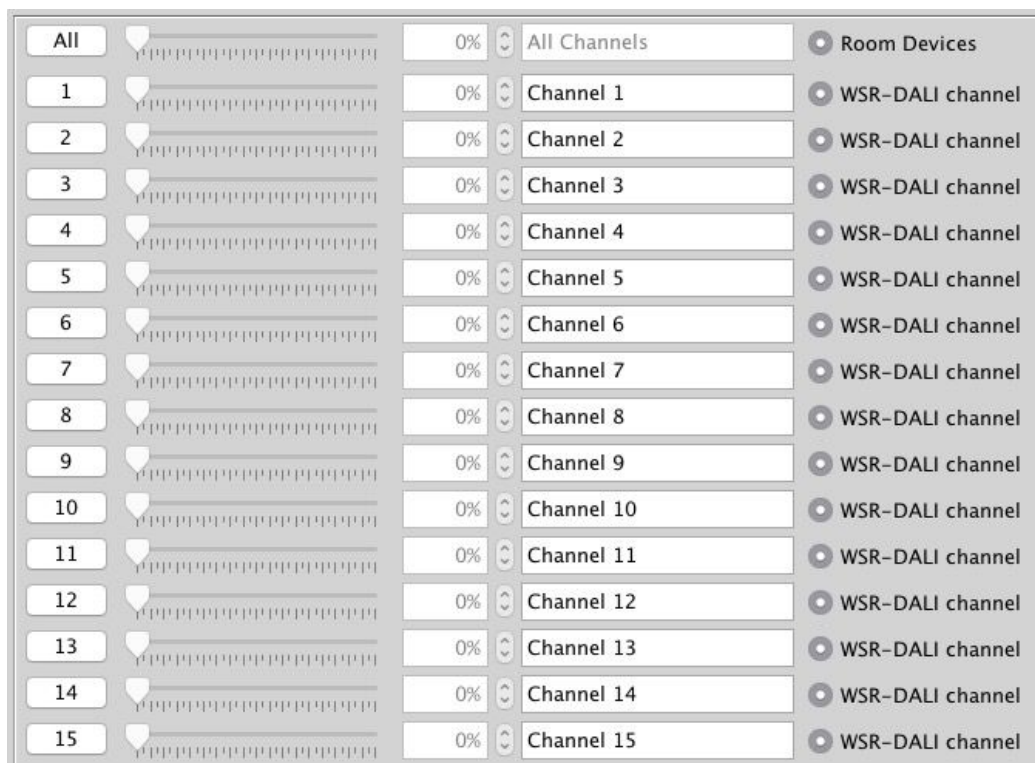 All 0% All Channels Room Devices
1 0% Channel 1 WSR-DALI channel
2 0% Channel 2 WSR-DALI channel
3 0% Channel 3 WSR-DALI channel
4 0% Channel 4 WSR-DALI channel
5 0% Channel 5 WSR-DALI channel
6 0% Channel 6 WSR-DALI channel
7 0% Channel 7 WSR-DALI channel
8 0% Channel 8 WSR-DALI channel
9 0% Channel 9 WSR-DALI channel
10 0% Channel 10 WSR-DALI channel
11 0% Channel 11 WSR-DALI channel
12 0% Channel 12 WSR-DALI channel
13 0% Channel 13 WSR-DALI channel
14 0% Channel 14 WSR-DALI channel
15 0% Channel 15 WSR-DALI channel